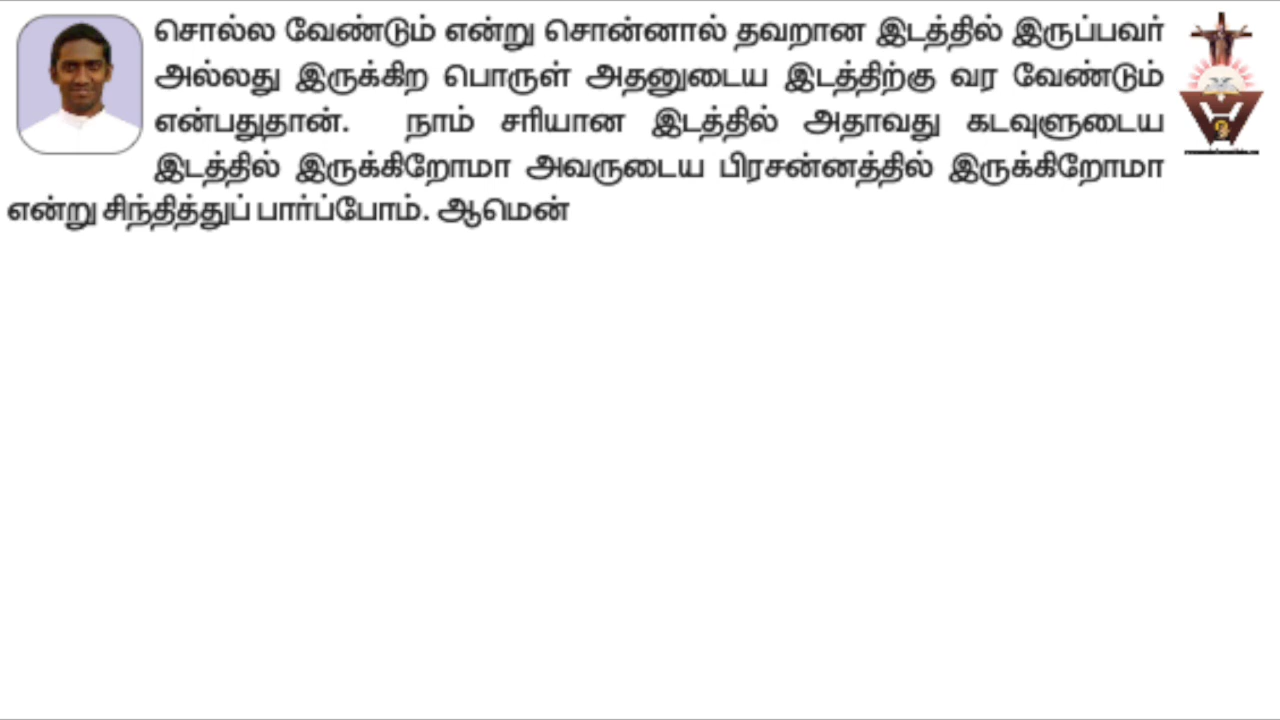 சொல்ல வேண்டும் என்று சொன்னால் தவறான இடத்தில் இருப்பவர்
அல்லது இருக்கிற பொருள் அதனுடைய இடத்திற்கு வர வேண்டும்
என்பதுதான். நாம் சரியான இடத்தில் அதாவது கடவுளுடைய
இடத்தில் இருக்கிறோமா அவருடைய பிரசன்னத்தில் இருக்கிறோமா
என்று சிந்தித்துப் பார்ப்போம். ஆமென்